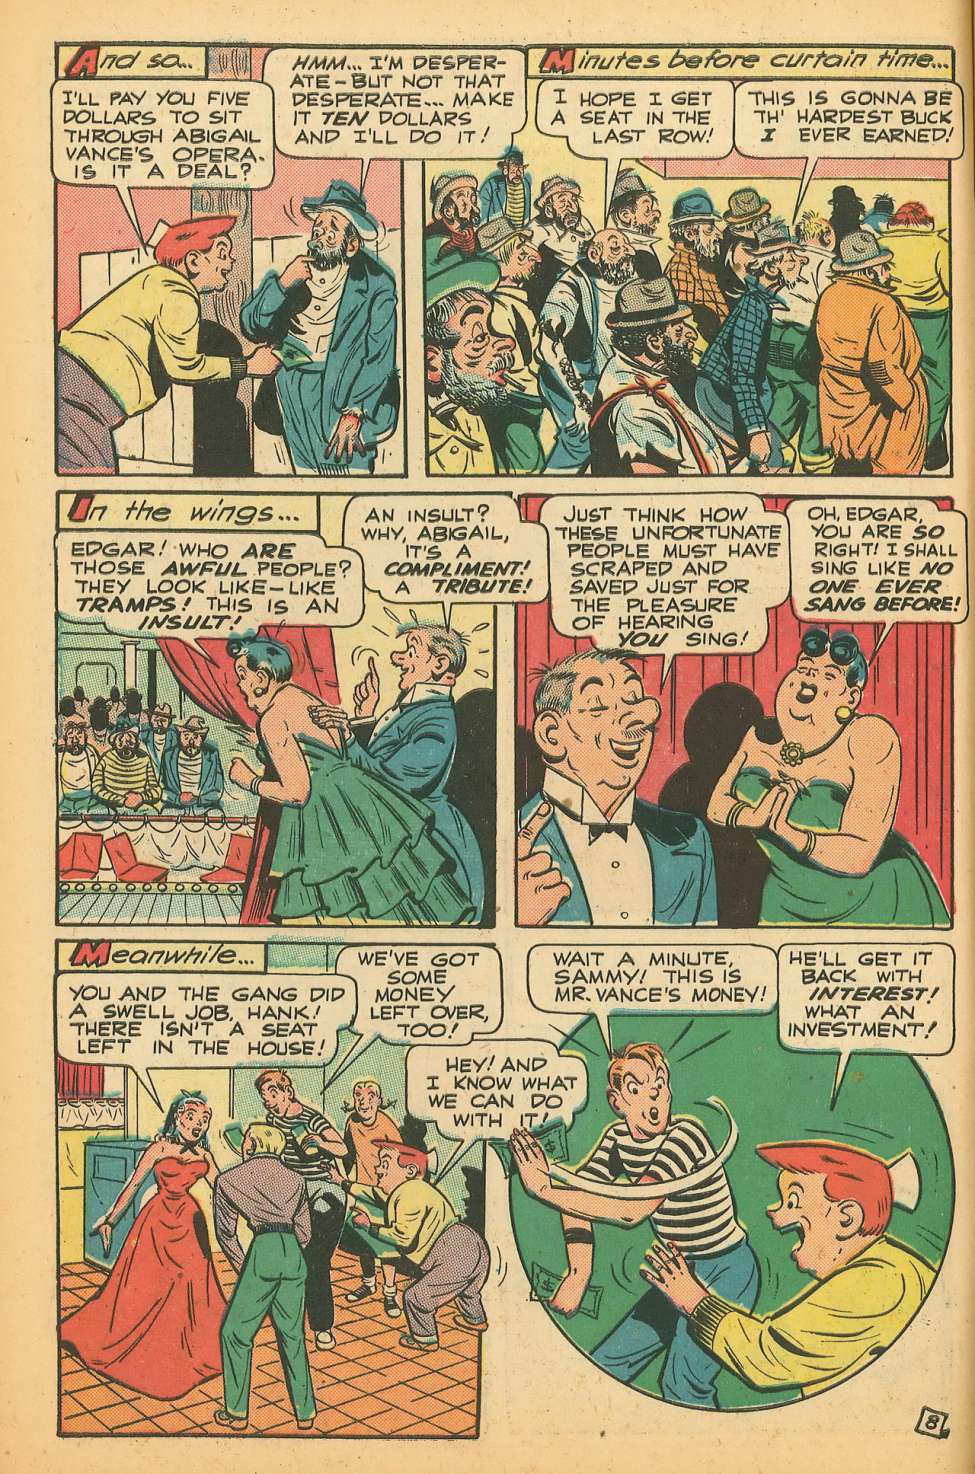 And so...
I'LL PAY YOU FIVE
DOLLARS TO SIT
THROUGH ABIGAIL
VANCE'S OPERA.
IS IT A DEAL?
HMM... I'M DESPER-
ATE - BUT NOT THAT
DESPERATE... MAKE
IT TEN DOLLARS
AND I'LL DO IT!
Minutes before curtain time...
I HOPE I GET
A SEAT IN THE
LAST ROW!
THIS IS GONNA BE
TH' HARDEST BUCK
I EVER EARNED!
In the wings...
EDGAR! WHO ARE
THOSE AWFUL PEOPLE?
THEY LOOK LIKE - LIKE
TRAMPS! THIS IS AN
INSULT!
AN INSULT?
WHY, ABIGAIL,
IT'S A
COMPLIMENT!
A TRIBUTE!
JUST THINK HOW
THESE UNFORTUNATE
PEOPLE MUST HAVE
SCRAPED AND
SAVED JUST FOR
THE PLEASURE
OF HEARING
YOU SING!
OH, EDGAR,
YOU ARE SO
RIGHT! I SHALL
SING LIKE NO
ONE EVER
SANG BEFORE!
Meanwhile...
YOU AND THE GANG DID
A SWELL JOB, HANK!
THERE ISN'T A SEAT
LEFT IN THE HOUSE!
WE'VE GOT
SOME
MONEY
LEFT OVER,
TOO!
HEY! AND
I KNOW WHAT
WE CAN DO
WITH IT!
WAIT A MINUTE,
SAMMY! THIS IS
MR. VANCE'S MONEY!
HE'LL GET IT
BACK WITH
INTEREST!
WHAT AN
INVESTMENT!
8